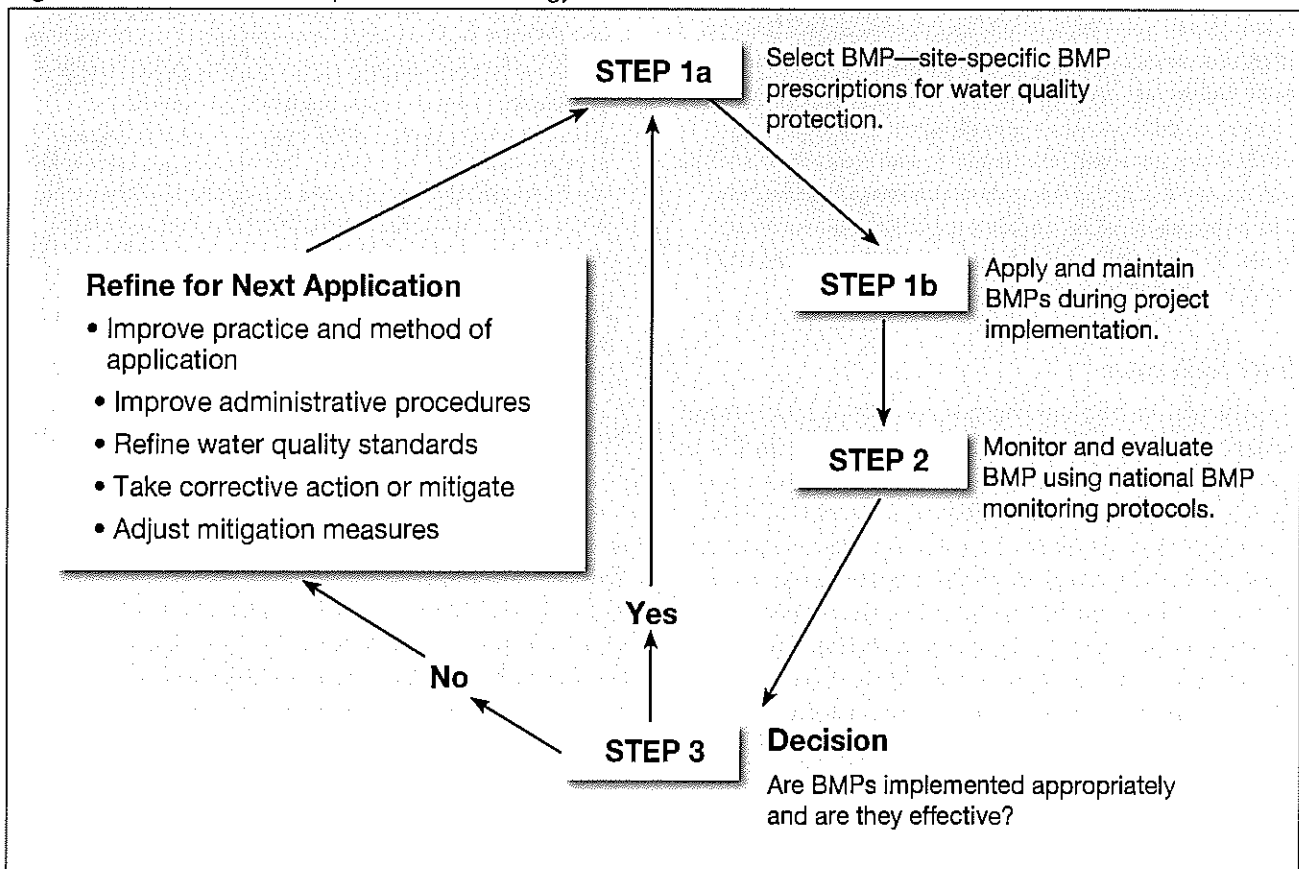 STEP 1a
Select BMP—site-specific BMP
prescriptions for water quality
protection.
STEP 1b
Apply and maintain
BMPs during project
implementation.
STEP 2
Monitor and evaluate
BMP using national BMP
monitoring protocols.
STEP 3
Decision
Are BMPs implemented appropriately
and are they effective?
Yes
No
Refine for Next Application
• Improve practice and method of
application
• Improve administrative procedures
• Refine water quality standards
• Take corrective action or mitigate
• Adjust mitigation measures